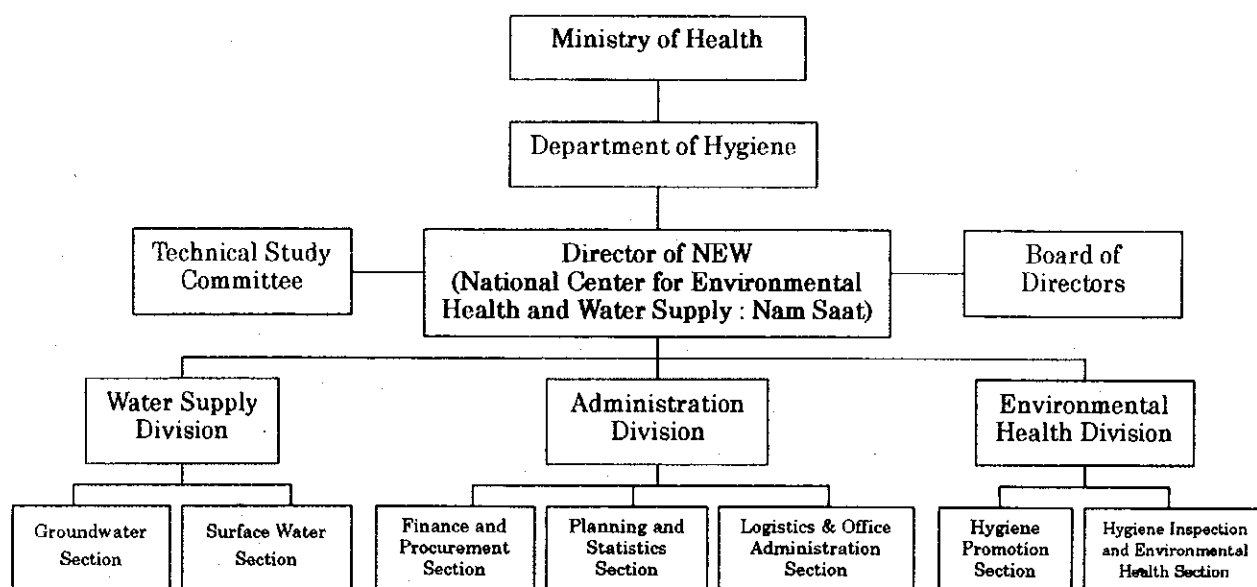 Ministry of Health
Department of Hygiene
Technical Study
Committee
Director of NEW
(National Center for Environmental
Health and Water Supply : Nam Saat)
Board of
Directors
Water Supply
Division
Administration
Division
Environmental
Health Division
Groundwater
Section
Surface Water
Section
Finance and
Procurement
Section
Planning and
Statistics
Section
Logistics & Office
Administration
Section
Hygiene
Promotion
Section
Hygiene Inspection
and Environmental
Health Section